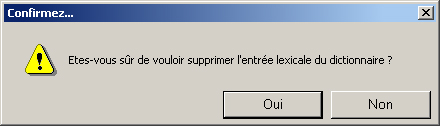 Confirmez...
Etes-vous sûr de vouloir supprimer l'entrée lexicale du dictionnaire ?
Oui
Non